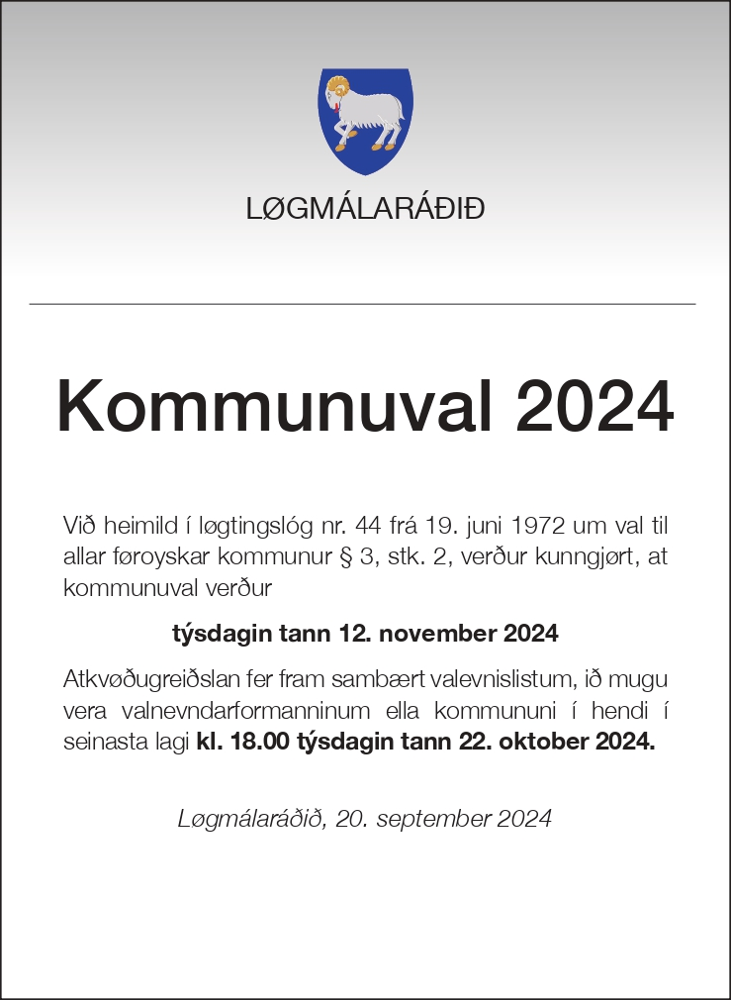 LØGMÁLARÁÐIÐ
Kommunuval 2024
Við heimild í løgtingslóg nr. 44 frá 19. juni 1972 um val til
allar føroyskar kommunur § 3, stk. 2, verður kunngjørt, at
kommunuval verður
týsdagin tann 12. november 2024
Atkvøðugreiðslan fer fram sambært valevnislistum, ið mugu
vera valnevndarformanninum ella kommununi í hendi í
seinasta lagi kl. 18.00 týsdagin tann 22. oktober 2024.
Løgmálaráðið, 20. september 2024